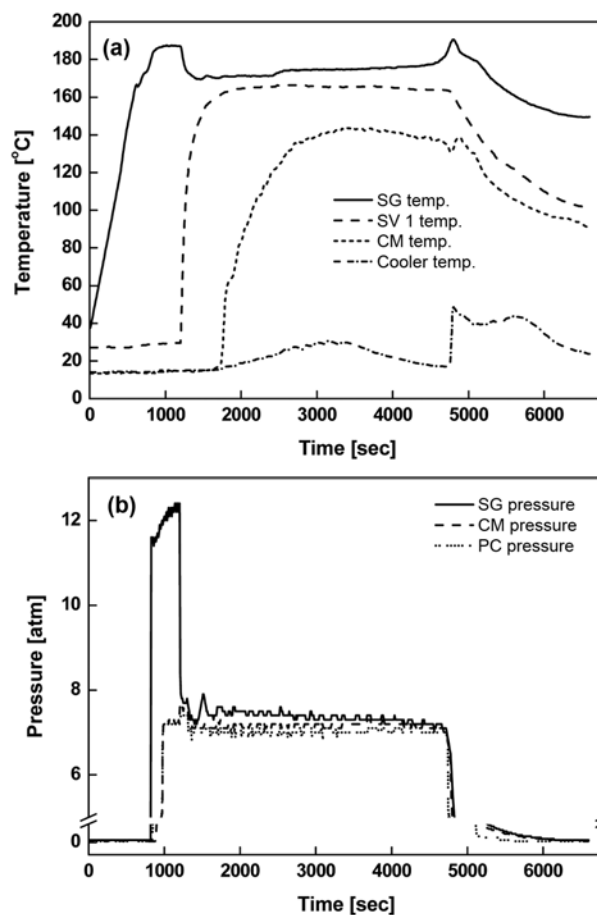 (a)
200
180
160
140
120
100
80
60
40
20
0
Temperature [°C]
SG temp.
SV 1 temp.
CM temp.
Cooler temp.
0 1000 2000 3000 4000 5000 6000
Time [sec]
(b)
SG pressure
CM pressure
PC pressure
12
10
8
6
0
Pressure [atm]
0 1000 2000 3000 4000 5000 6000
Time [sec]